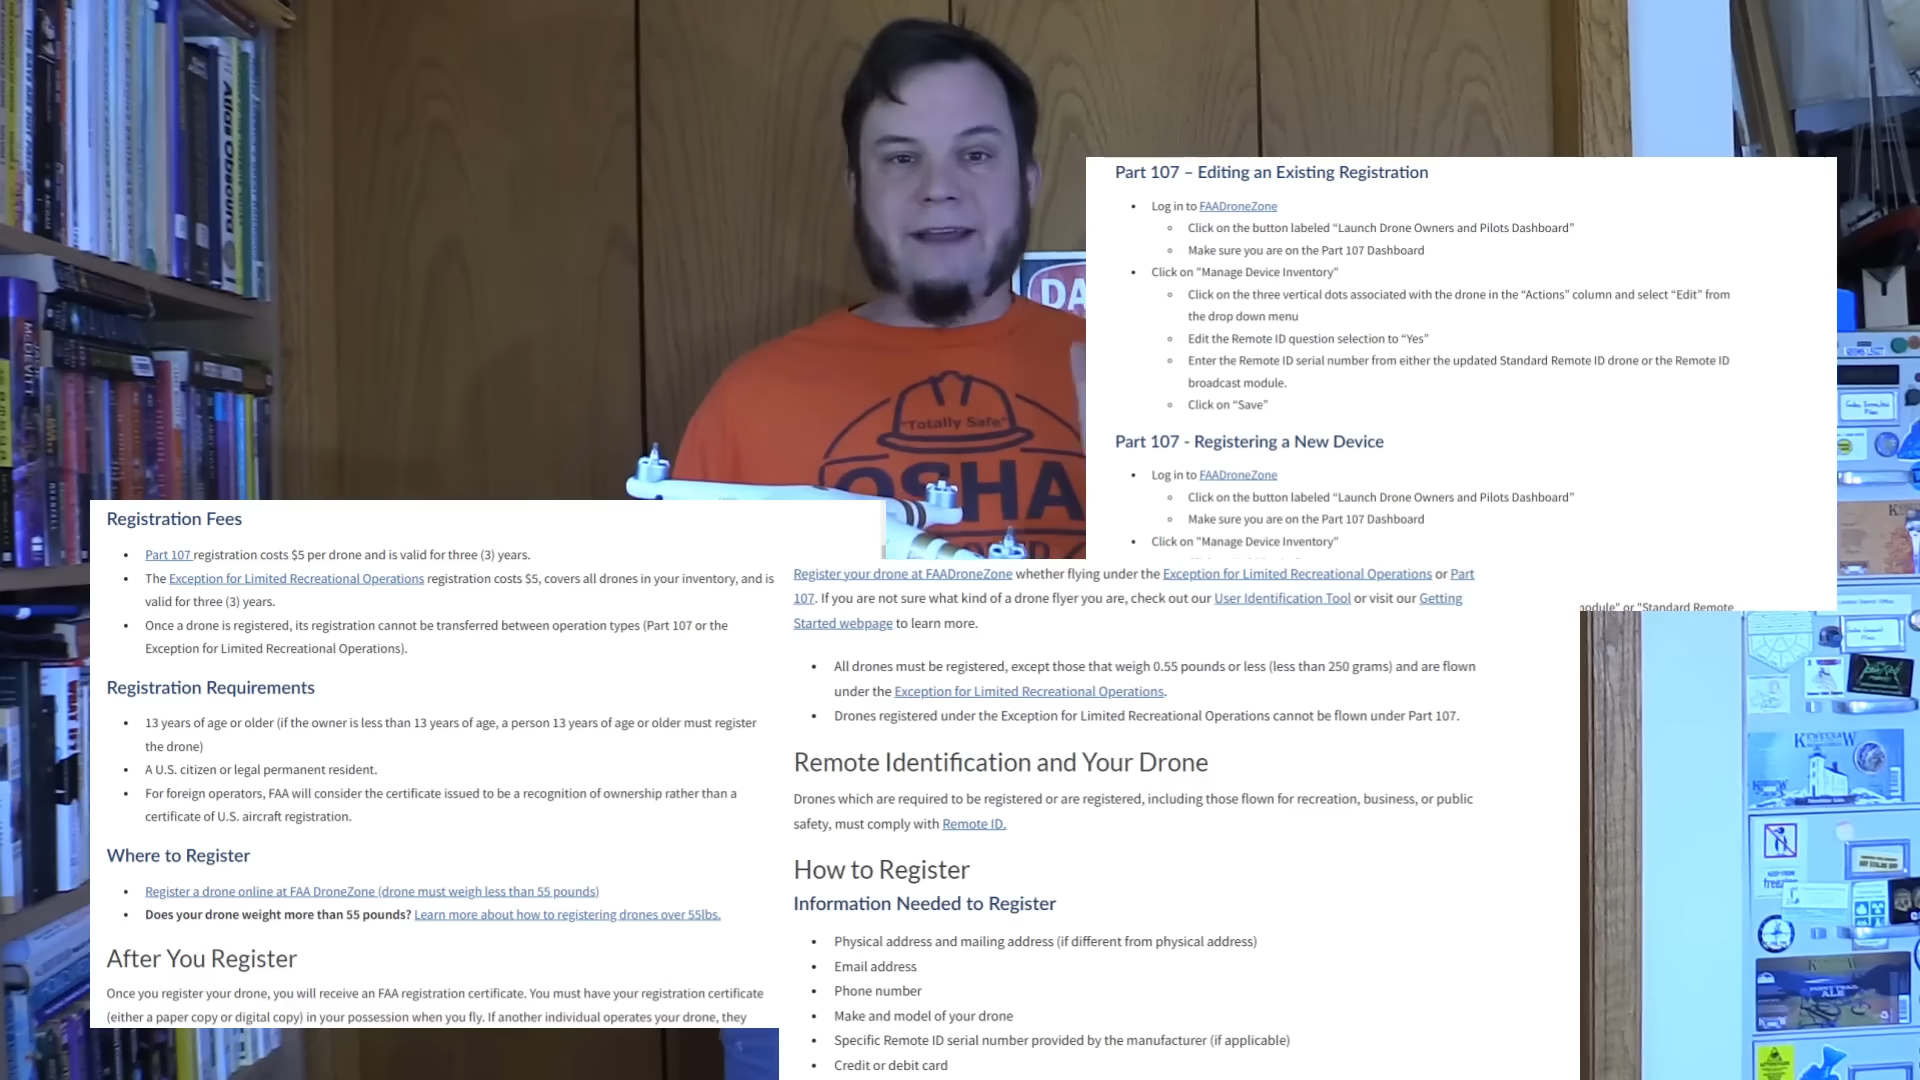 Atlas OBSCURA
McDEVITT
DA
"Totally Safe"
OSHA
Part 107 – Editing an Existing Registration
• Log in to FAADroneZone
◦ Click on the button labeled “Launch Drone Owners and Pilots Dashboard”
◦ Make sure you are on the Part 107 Dashboard
• Click on "Manage Device Inventory"
◦ Click on the three vertical dots associated with the drone in the “Actions” column and select “Edit” from
the drop down menu
◦ Edit the Remote ID question selection to “Yes”
◦ Enter the Remote ID serial number from either the updated Standard Remote ID drone or the Remote ID
broadcast module.
◦ Click on “Save”
Part 107 - Registering a New Device
• Log in to FAADroneZone
◦ Click on the button labeled “Launch Drone Owners and Pilots Dashboard”
◦ Make sure you are on the Part 107 Dashboard
• Click on "Manage Device Inventory"
Registration Fees
• Part 107 registration costs $5 per drone and is valid for three (3) years.
• The Exception for Limited Recreational Operations registration costs $5, covers all drones in your inventory, and is
valid for three (3) years.
• Once a drone is registered, its registration cannot be transferred between operation types (Part 107 or the
Exception for Limited Recreational Operations).
Registration Requirements
• 13 years of age or older (if the owner is less than 13 years of age, a person 13 years of age or older must register
the drone)
• A U.S. citizen or legal permanent resident.
• For foreign operators, FAA will consider the certificate issued to be a recognition of ownership rather than a
certificate of U.S. aircraft registration.
Where to Register
• Register a drone online at FAA DroneZone (drone must weigh less than 55 pounds)
• Does your drone weight more than 55 pounds? Learn more about how to registering drones over 55lbs.
After You Register
Once you register your drone, you will receive an FAA registration certificate. You must have your registration certificate
(either a paper copy or digital copy) in your possession when you fly. If another individual operates your drone, they
Register your drone at FAADroneZone whether flying under the Exception for Limited Recreational Operations or Part
107. If you are not sure what kind of a drone flyer you are, check out our User Identification Tool or visit our Getting
Started webpage to learn more.
module" or "Standard Remote
• All drones must be registered, except those that weigh 0.55 pounds or less (less than 250 grams) and are flown
under the Exception for Limited Recreational Operations.
• Drones registered under the Exception for Limited Recreational Operations cannot be flown under Part 107.
Remote Identification and Your Drone
Drones which are required to be registered or are registered, including those flown for recreation, business, or public
safety, must comply with Remote ID.
How to Register
Information Needed to Register
• Physical address and mailing address (if different from physical address)
• Email address
• Phone number
• Make and model of your drone
• Specific Remote ID serial number provided by the manufacturer (if applicable)
• Credit or debit card
KEWEENAW
ALE